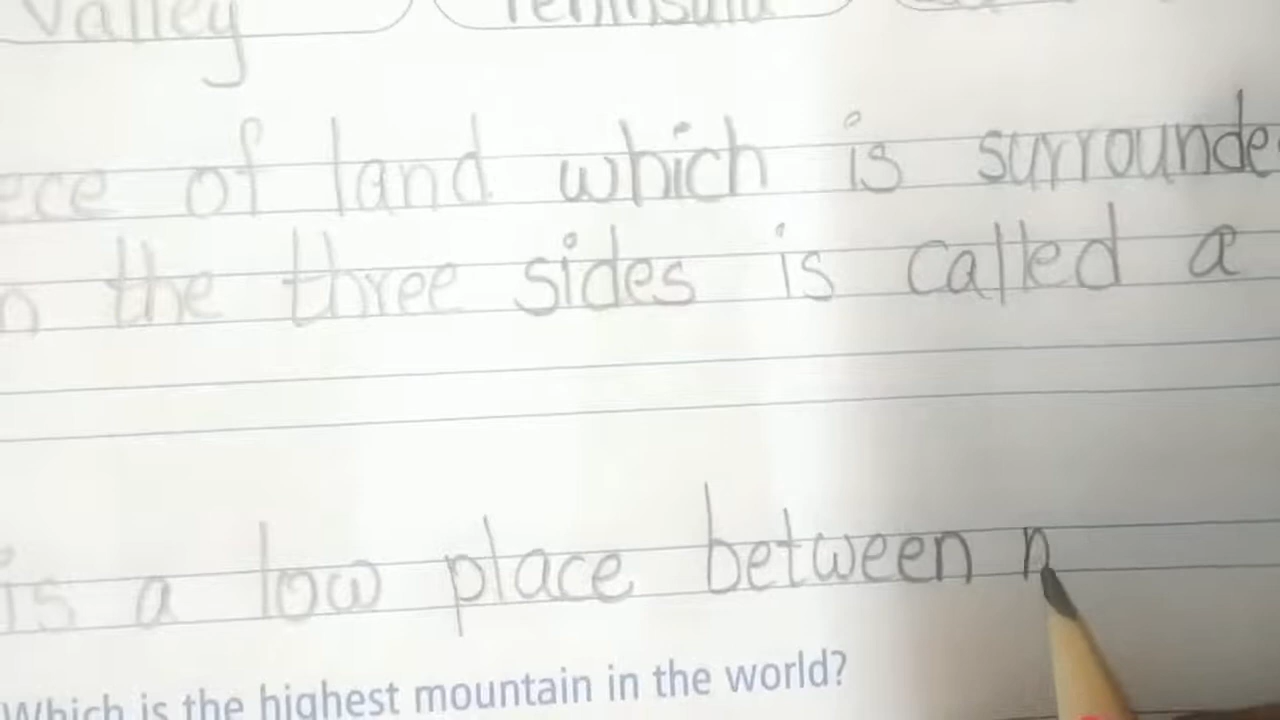 Valley Peninsula
ece of land which is surrounde
n the three sides is called a
is a low place between n
Which is the highest mountain in the world?